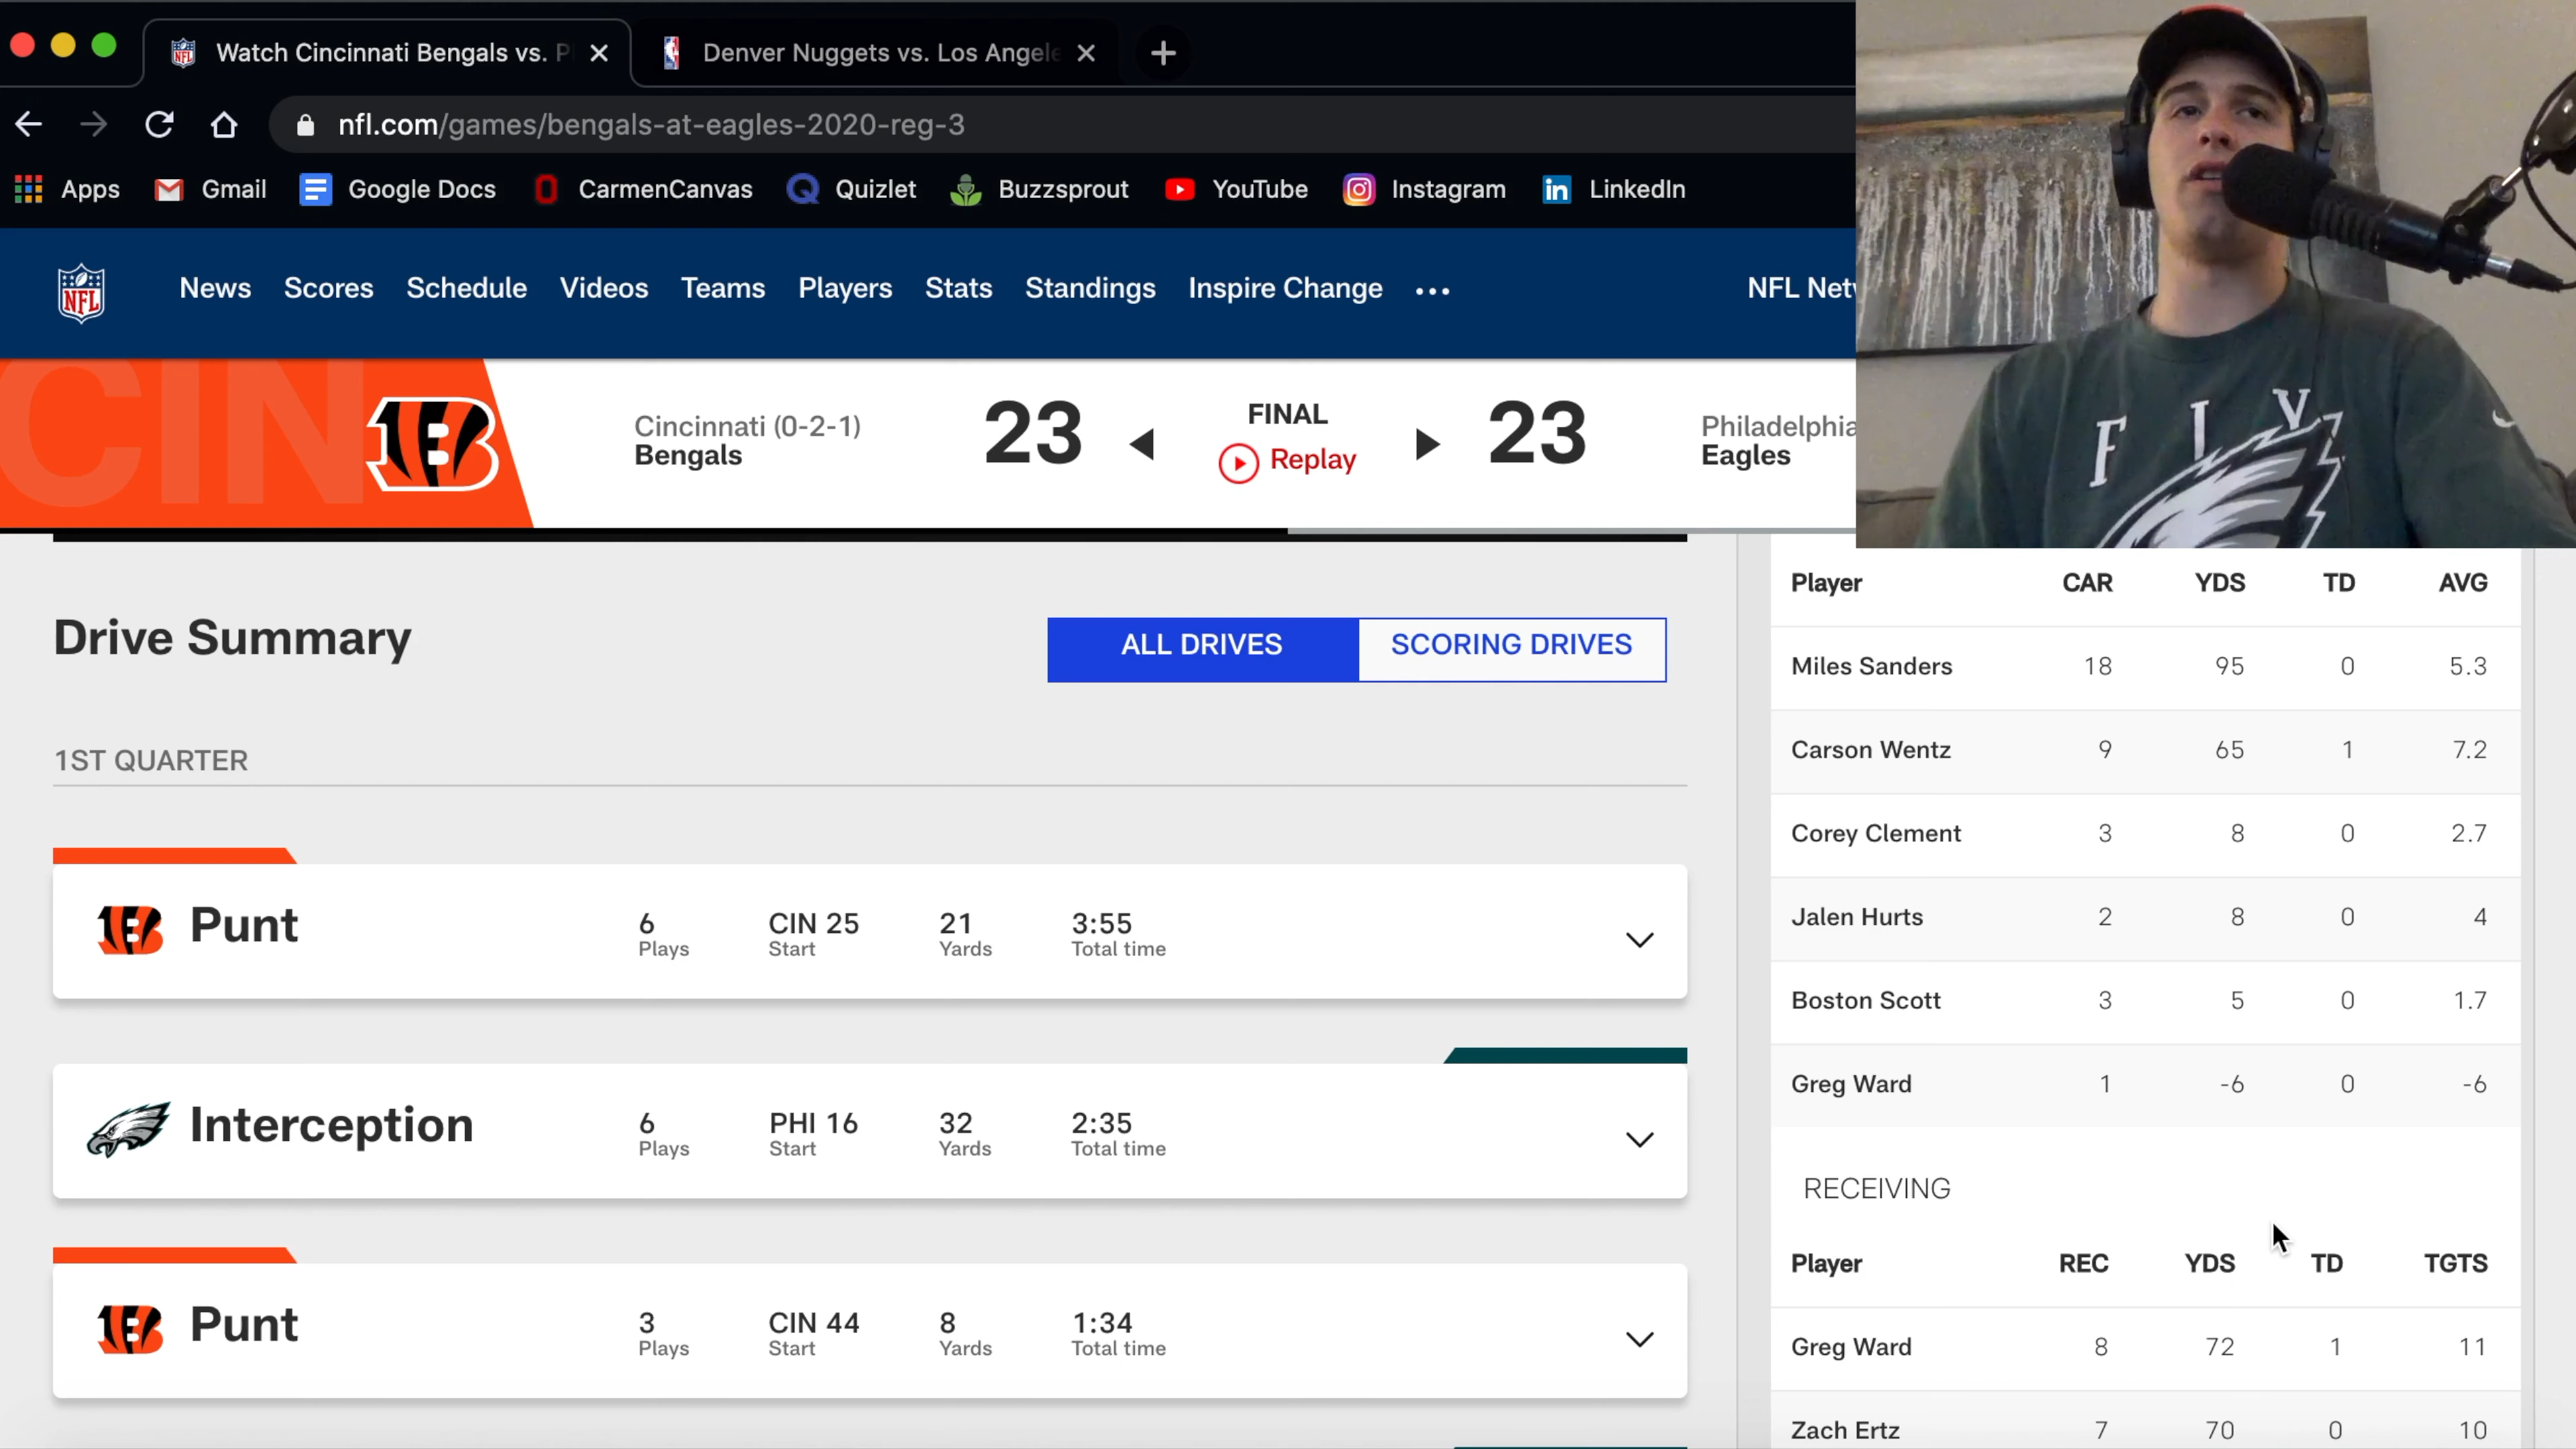 Watch Cincinnati Bengals vs. P
Denver Nuggets vs. Los Angele
nfl.com/games/bengals-at-eagles-2020-reg-3
Apps Gmail Google Docs CarmenCanvas Quizlet Buzzsprout YouTube Instagram LinkedIn
NFL News Scores Schedule Videos Teams Players Stats Standings Inspire Change ••• NFL Netw
CIN
Cincinnati (0-2-1)
Bengals
23
FINAL
Replay
23
Philadelphia
Eagles
FLY
Drive Summary
ALL DRIVES SCORING DRIVES
1ST QUARTER
Punt
6 CIN 25 21 3:55
Plays Start Yards Total time
Interception
6 PHI 16 32 2:35
Plays Start Yards Total time
Punt
3 CIN 44 8 1:34
Plays Start Yards Total time
Player CAR YDS TD AVG
Miles Sanders 18 95 0 5.3
Carson Wentz 9 65 1 7.2
Corey Clement 3 8 0 2.7
Jalen Hurts 2 8 0 4
Boston Scott 3 5 0 1.7
Greg Ward 1 -6 0 -6
RECEIVING
Player REC YDS TD TGTS
Greg Ward 8 72 1 11
Zach Ertz 7 70 0 10